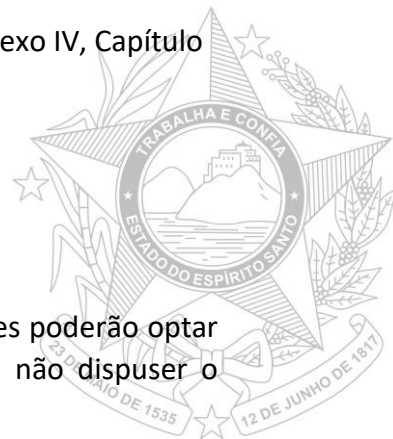 exo IV, Capítulo
TRABALHA E CONFIA
ESTADO DO ESPÍRITO SANTO
es poderão optar
não dispuser o
23 DE MAIO DE 1535
12 DE JUNHO DE 1817